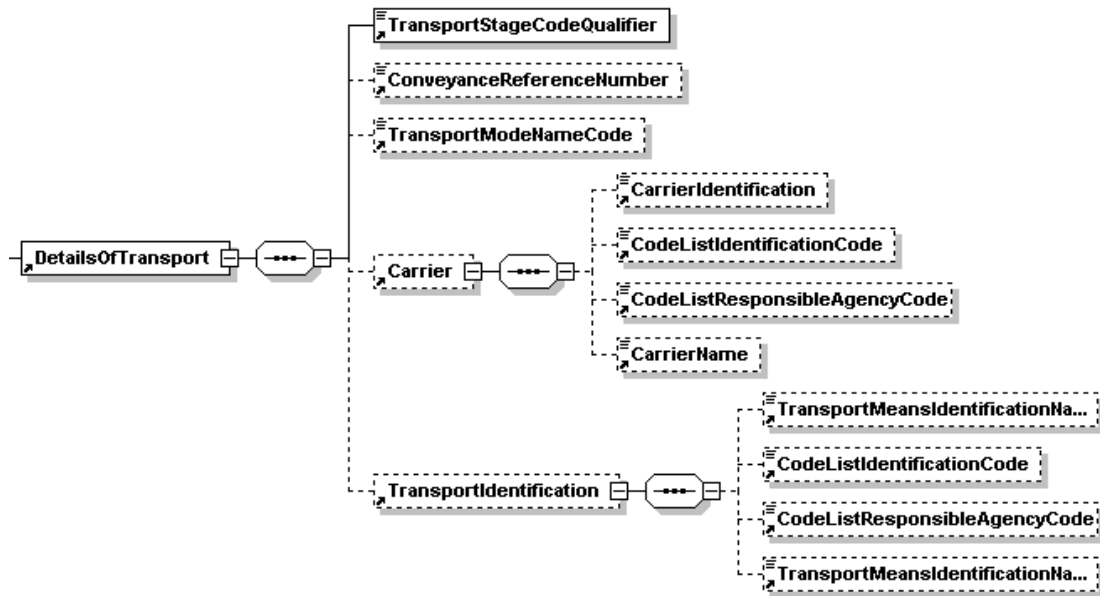 TransportStageCodeQualifier
ConveyanceReferenceNumber
TransportModeNameCode
DetailsOfTransport
Carrier
CarrierIdentification
CodeListIdentificationCode
CodeListResponsibleAgencyCode
CarrierName
TransportIdentification
TransportMeansIdentificationNa...
CodeListIdentificationCode
CodeListResponsibleAgencyCode
TransportMeansIdentificationNa...